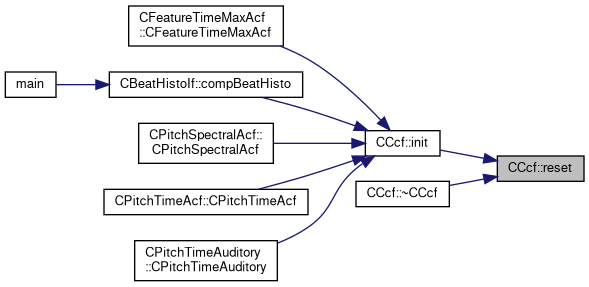 CFeatureTimeMaxAcf
::CFeatureTimeMaxAcf
main
CBeatHistoIf::compBeatHisto
CPitchSpectralAcf::
CPitchSpectralAcf
CCcf::init
CCcf::reset
CPitchTimeAcf::CPitchTimeAcf
CCcf::~CCcf
CPitchTimeAuditory
::CPitchTimeAuditory